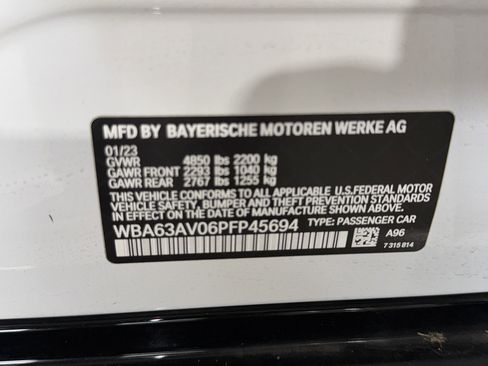 MFD BY BAYERISCHE MOTOREN WERKE AG
01/23
GVWR 4850 lbs 2200 kg
GAWR FRONT 2293 lbs 1040 kg
GAWR REAR 2767 lbs 1255 kg
THIS VEHICLE CONFORMS TO ALL APPLICABLE U.S.FEDERAL MOTOR
VEHICLE SAFETY, BUMPER AND THEFT PREVENTION STANDARDS
IN EFFECT ON THE DATE OF MANUFACTURE SHOWN ABOVE.
WBA63AV06PFP45694 TYPE: PASSENGER CAR
A96
7 315 814